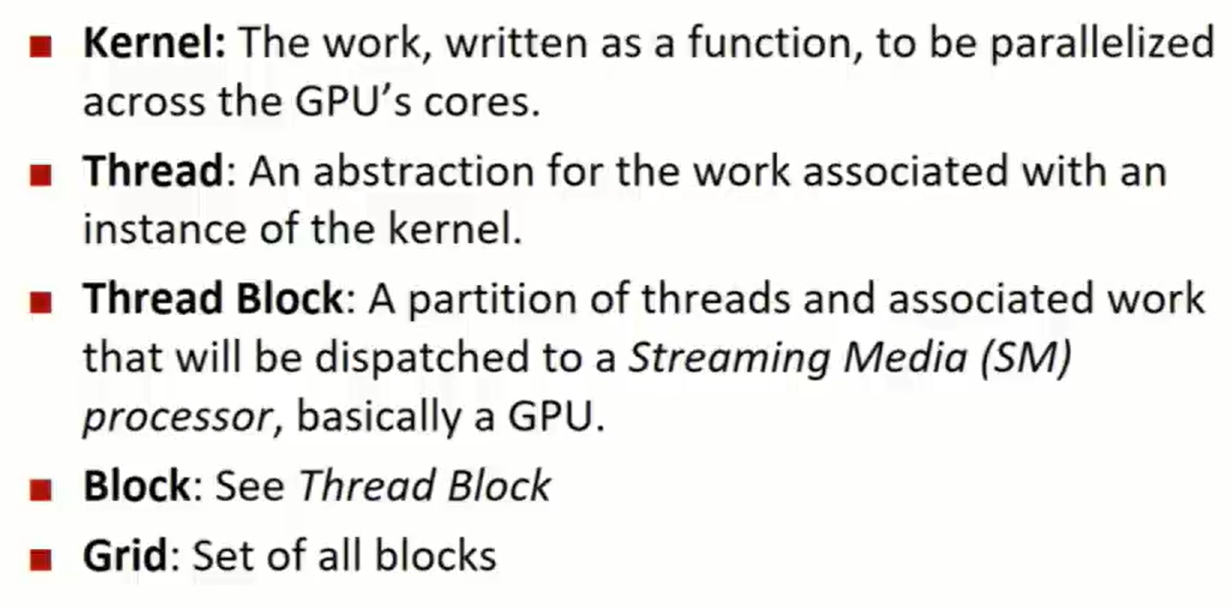 Kernel: The work, written as a function, to be parallelized
across the GPU's cores.
Thread: An abstraction for the work associated with an
instance of the kernel.
Thread Block: A partition of threads and associated work
that will be dispatched to a Streaming Media (SM)
processor, basically a GPU.
Block: See Thread Block
Grid: Set of all blocks